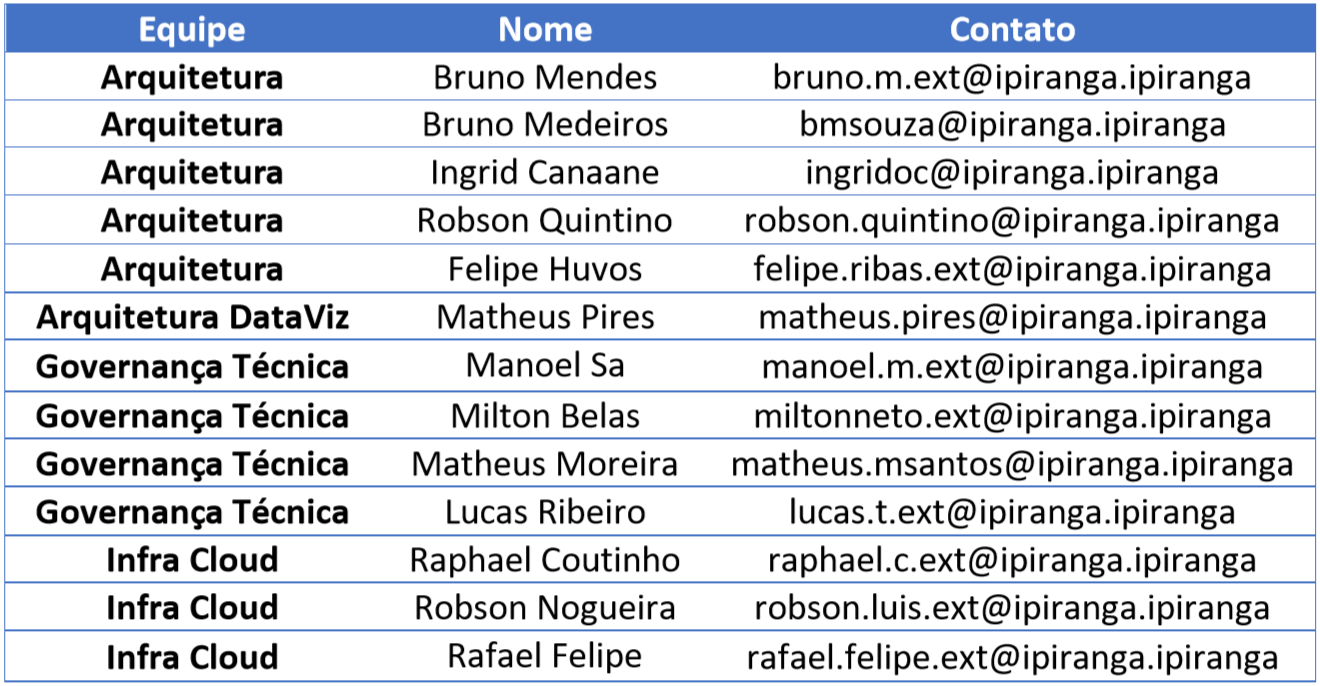 Equipe Nome Contato
Arquitetura Bruno Mendes bruno.m.ext@ipiranga.ipiranga
Arquitetura Bruno Medeiros bmsouza@ipiranga.ipiranga
Arquitetura Ingrid Canaane ingridoc@ipiranga.ipiranga
Arquitetura Robson Quintino robson.quintino@ipiranga.ipiranga
Arquitetura Felipe Huvos felipe.ribas.ext@ipiranga.ipiranga
Arquitetura DataViz Matheus Pires matheus.pires@ipiranga.ipiranga
Governança Técnica Manoel Sa manoel.m.ext@ipiranga.ipiranga
Governança Técnica Milton Belas miltonneto.ext@ipiranga.ipiranga
Governança Técnica Matheus Moreira matheus.msantos@ipiranga.ipiranga
Governança Técnica Lucas Ribeiro lucas.t.ext@ipiranga.ipiranga
Infra Cloud Raphael Coutinho raphael.c.ext@ipiranga.ipiranga
Infra Cloud Robson Nogueira robson.luis.ext@ipiranga.ipiranga
Infra Cloud Rafael Felipe rafael.felipe.ext@ipiranga.ipiranga